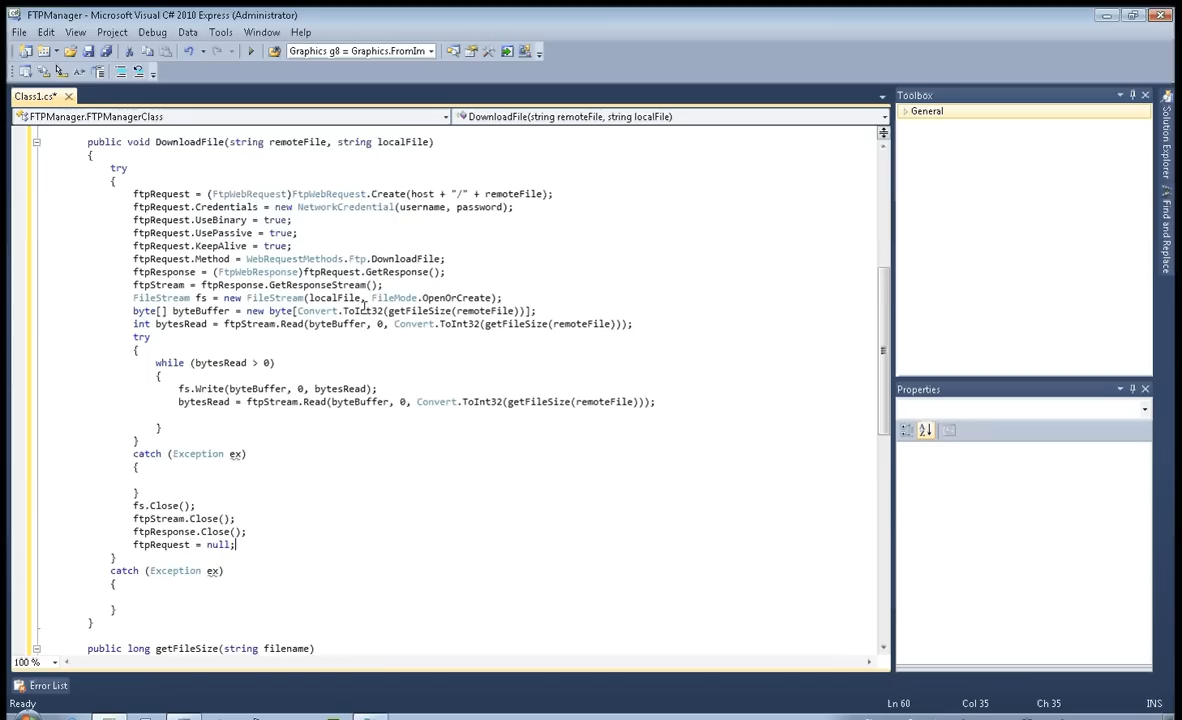 FTPManager - Microsoft Visual C# 2010 Express (Administrator)
File Edit View Project Debug Data Tools Window Help
Graphics g8 = Graphics.FromIm
Class1.cs*
Toolbox
FTPManager.FTPManagerClass
DownloadFile(string remoteFile, string localFile)
General
public void DownloadFile(string remoteFile, string localFile)
{
try
{
ftpRequest = (FtpWebRequest)FtpWebRequest.Create(host + "/" + remoteFile);
ftpRequest.Credentials = new NetworkCredential(username, password);
ftpRequest.UseBinary = true;
ftpRequest.UsePassive = true;
ftpRequest.KeepAlive = true;
ftpRequest.Method = WebRequestMethods.Ftp.DownloadFile;
ftpResponse = (FtpWebResponse)ftpRequest.GetResponse();
ftpStream = ftpResponse.GetResponseStream();
FileStream fs = new FileStream(localFile, FileMode.OpenOrCreate);
byte[] byteBuffer = new byte[Convert.ToInt32(getFileSize(remoteFile))];
int bytesRead = ftpStream.Read(byteBuffer, 0, Convert.ToInt32(getFileSize(remoteFile)));
try
{
while (bytesRead > 0)
{
fs.Write(byteBuffer, 0, bytesRead);
bytesRead = ftpStream.Read(byteBuffer, 0, Convert.ToInt32(getFileSize(remoteFile)));
}
}
catch (Exception ex)
{
}
fs.Close();
ftpStream.Close();
ftpResponse.Close();
ftpRequest = null;
}
catch (Exception ex)
{
}
}
public long getFileSize(string filename)
100 %
Solution Explorer
Find and Replace
Properties
Error List
Ready
Ln 60
Col 35
Ch 35
INS